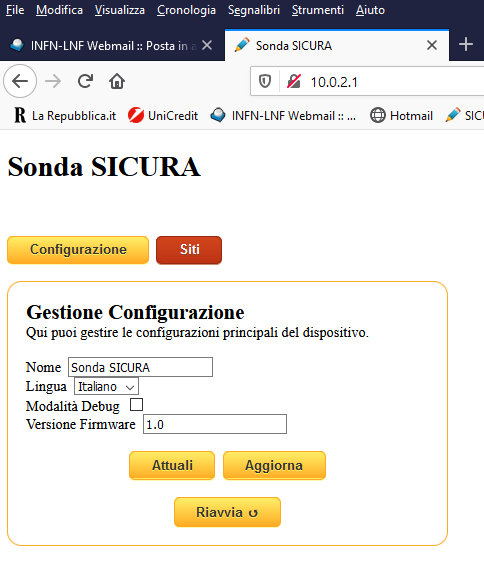 File Modifica Visualizza Cronologia Segnalibri Strumenti Aiuto
INFN-LNF Webmail :: Posta in a
Sonda SICURA
10.0.2.1
La Repubblica.it UniCredit INFN-LNF Webmail :: ... Hotmail SICU
Sonda SICURA
Configurazione Siti
Gestione Configurazione
Qui puoi gestire le configurazioni principali del dispositivo.
Nome Sonda SICURA
Lingua Italiano
Modalità Debug
Versione Firmware 1.0
Attuali Aggiorna
Riavvia ↺